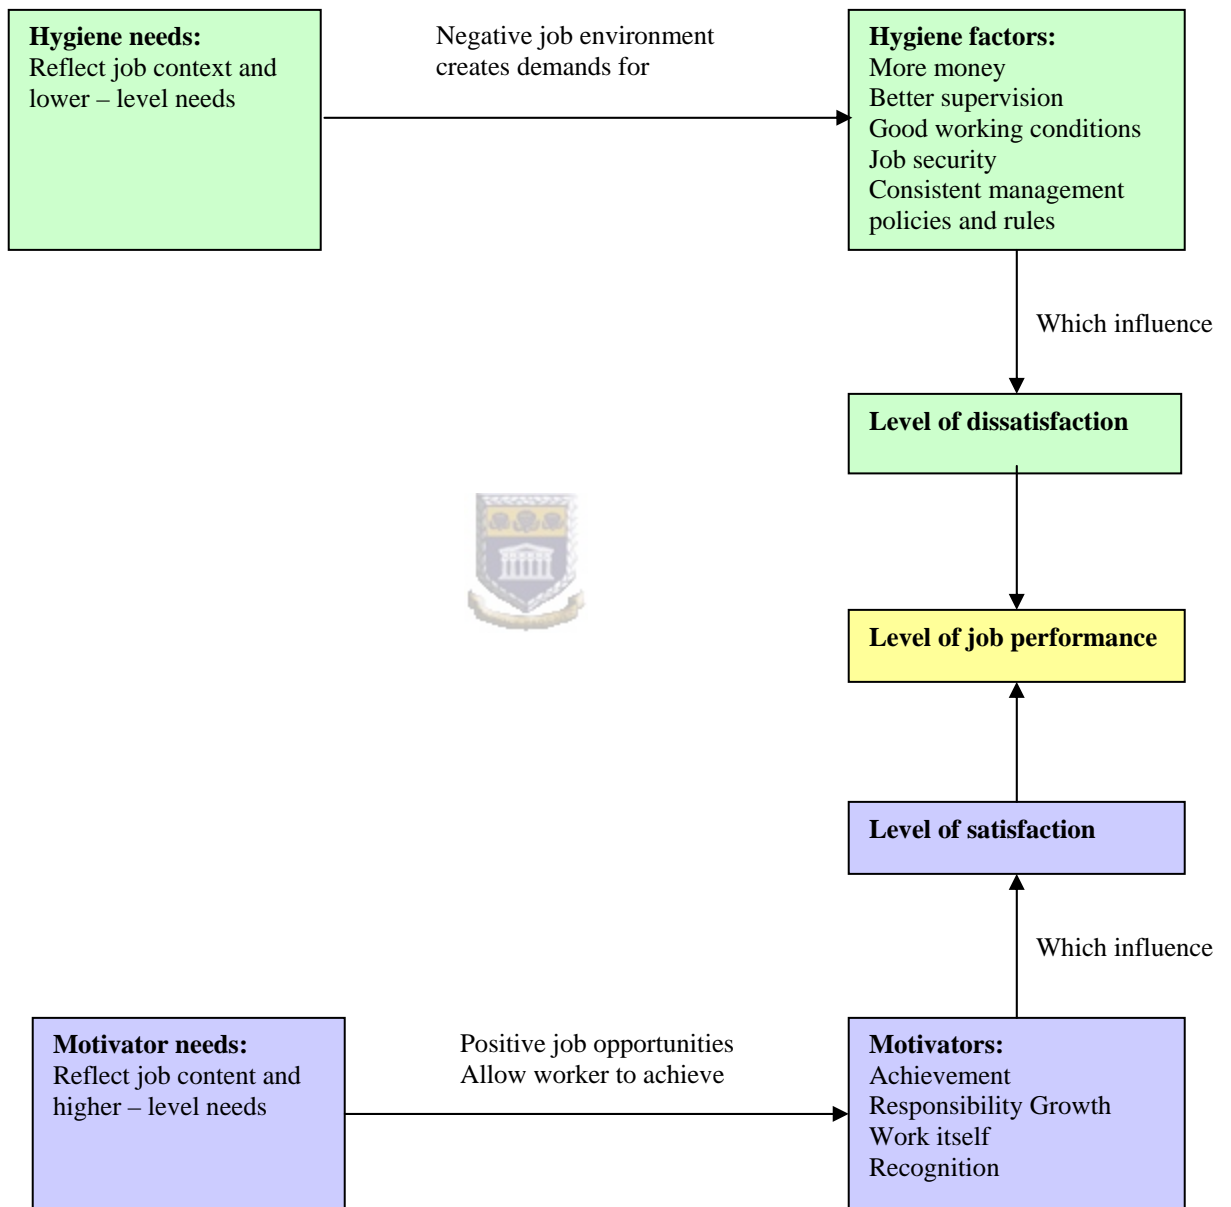 Hygiene needs:
Reflect job context and
lower – level needs
Negative job environment
creates demands for
Hygiene factors:
More money
Better supervision
Good working conditions
Job security
Consistent management
policies and rules
Which influence
Level of dissatisfaction
Level of job performance
Level of satisfaction
Which influence
Motivator needs:
Reflect job content and
higher – level needs
Positive job opportunities
Allow worker to achieve
Motivators:
Achievement
Responsibility Growth
Work itself
Recognition